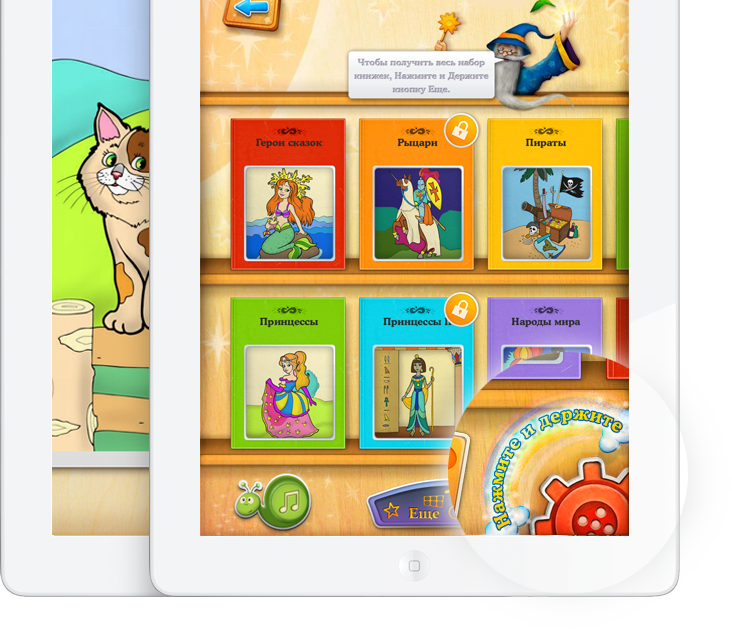 Чтобы получить весь набор
книжек, Нажмите и Держите
кнопку Еще.
Герои сказок
Рыцари
Пираты
Принцессы
Принцессы
Народы мира
Нажмите и держите
Еще